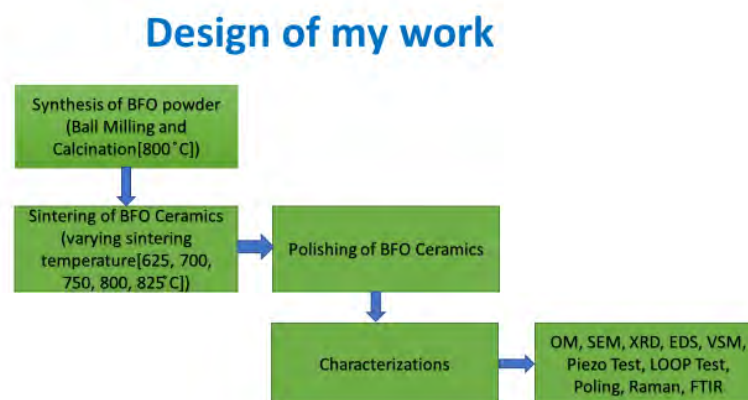 Design of my work
Synthesis of BFO powder
(Ball Milling and
Calcination[800˚C])
Sintering of BFO Ceramics
(varying sintering
temperature[625, 700,
750, 800, 825˚C])
Polishing of BFO Ceramics
Characterizations
OM, SEM, XRD, EDS, VSM,
Piezo Test, LOOP Test,
Poling, Raman, FTIR